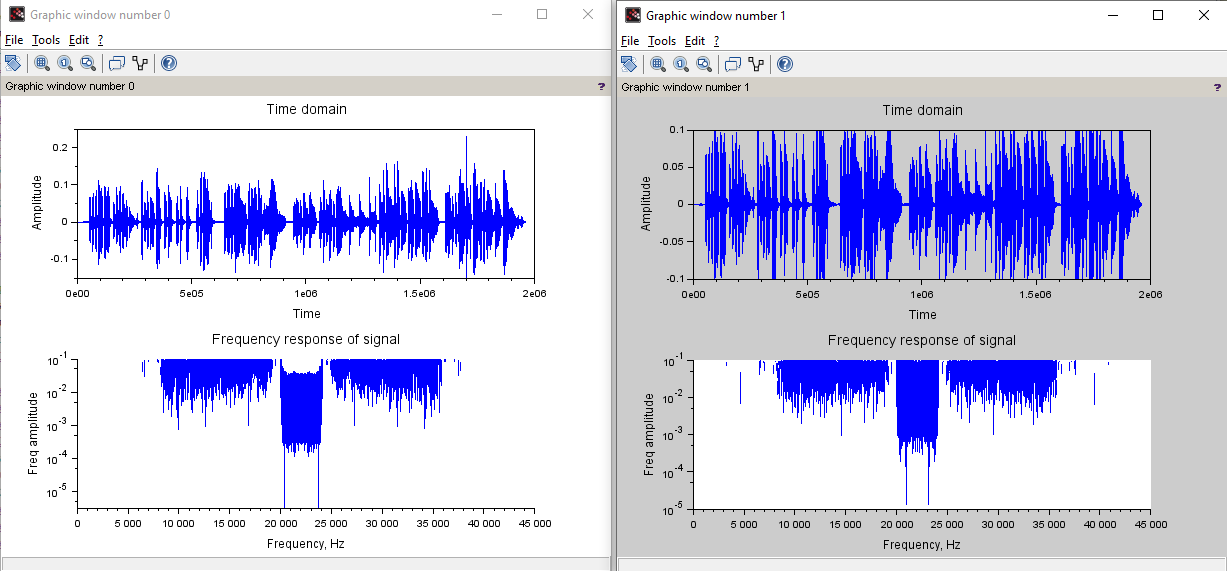 Graphic window number 0
File Tools Edit ?
Graphic window number 0 ?
Time domain
0.2
0.1
0
-0.1
Amplitude
0e00 5e05 1e06 1.5e06 2e06
Time
Frequency response of signal
10-1
10-2
10-3
10-4
10-5
Freq amplitude
0 5 000 10 000 15 000 20 000 25 000 30 000 35 000 40 000 45 000
Frequency, Hz
Graphic window number 1
File Tools Edit ?
Graphic window number 1 ?
Time domain
0.1
0.05
0
-0.05
-0.1
Amplitude
0e00 5e05 1e06 1.5e06 2e06
Time
Frequency response of signal
10-1
10-2
10-3
10-4
10-5
Freq amplitude
0 5 000 10 000 15 000 20 000 25 000 30 000 35 000 40 000 45 000
Frequency, Hz